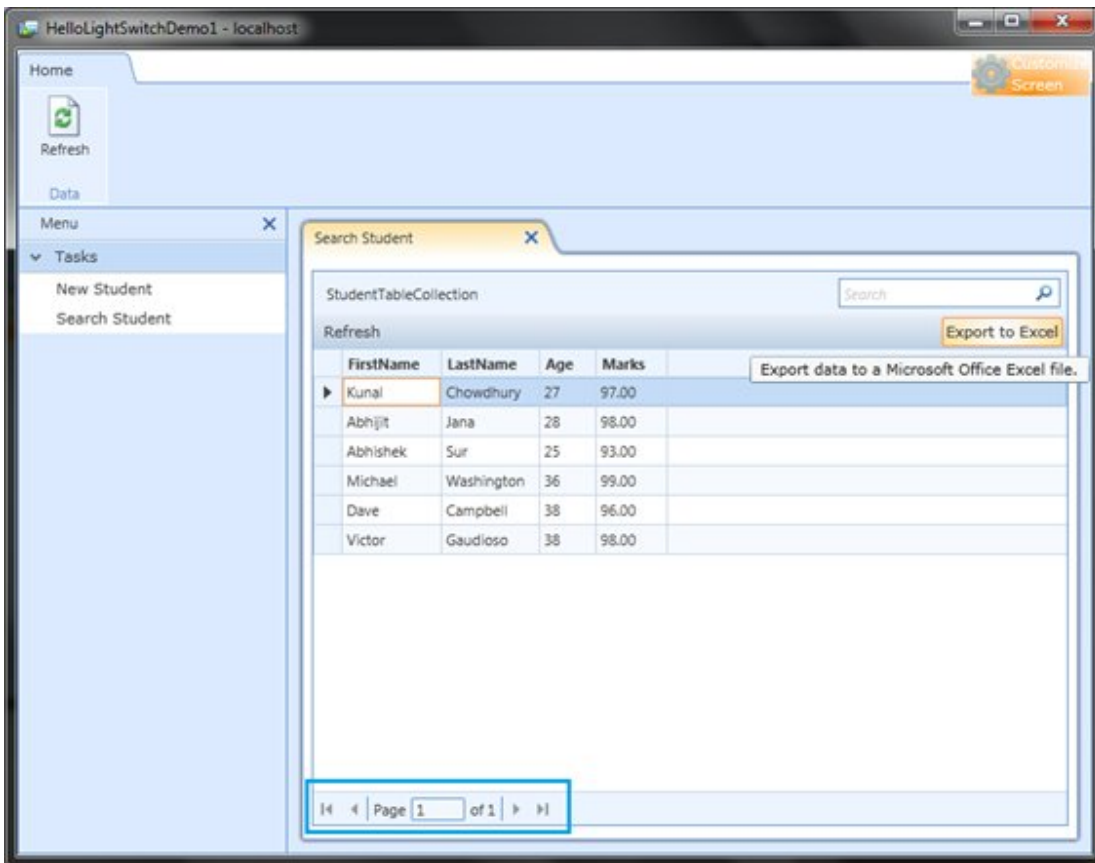 HelloLightSwitchDemo1 - localhost
Home
Customize
Screen
Refresh
Data
Menu
Tasks
New Student
Search Student
Search Student
StudentTableCollection
Search
Refresh
Export to Excel
Export data to a Microsoft Office Excel file.
FirstName LastName Age Marks
Kunal Chowdhury 27 97.00
Abhijit Jana 28 98.00
Abhishek Sur 25 93.00
Michael Washington 36 99.00
Dave Campbell 38 96.00
Victor Gaudioso 38 98.00
Page 1 of 1